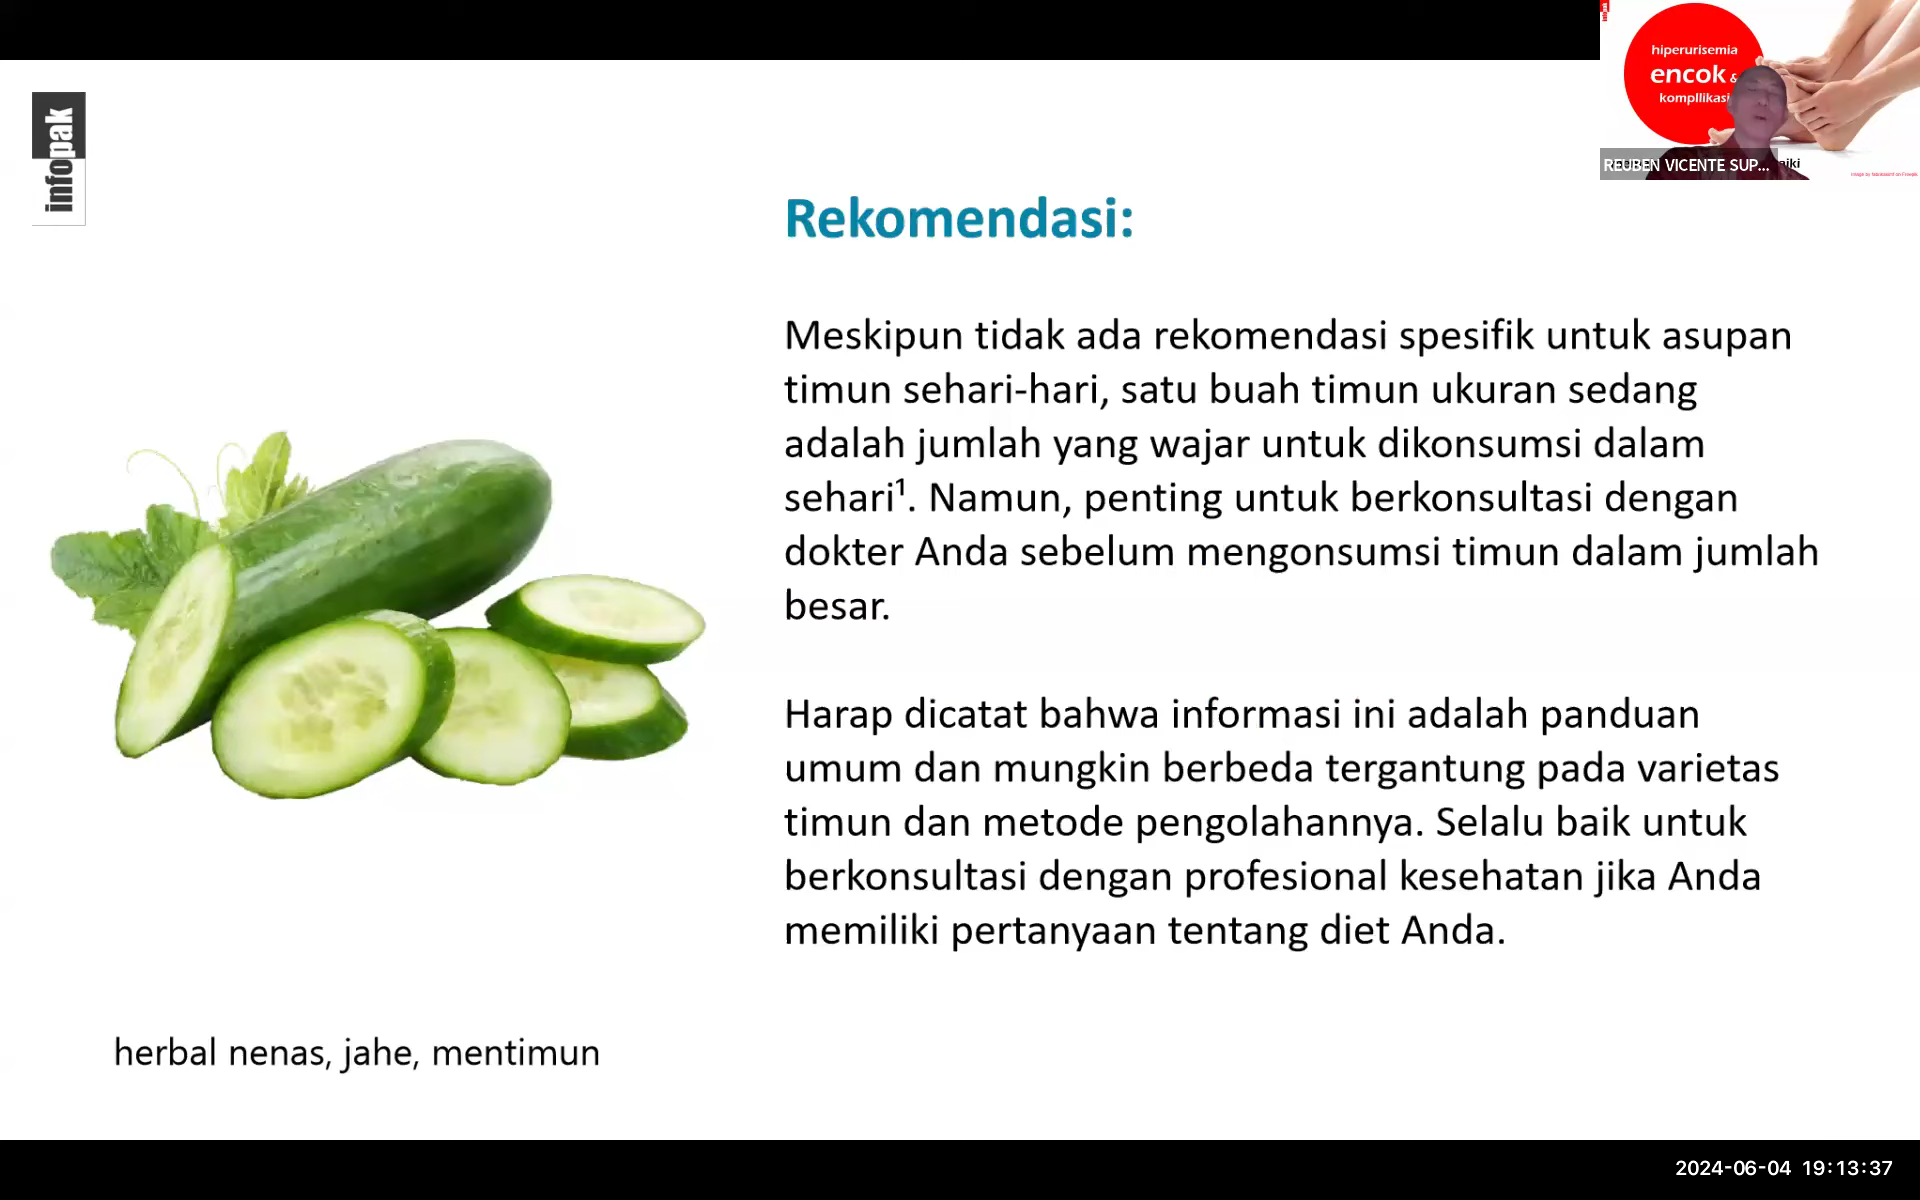 infopak
hiperurisemia
encok &
kompllikasi
REUBEN VICENTE SUP...
aiki
Rekomendasi:
Meskipun tidak ada rekomendasi spesifik untuk asupan
timun sehari-hari, satu buah timun ukuran sedang
adalah jumlah yang wajar untuk dikonsumsi dalam
sehari¹. Namun, penting untuk berkonsultasi dengan
dokter Anda sebelum mengonsumsi timun dalam jumlah
besar.
Harap dicatat bahwa informasi ini adalah panduan
umum dan mungkin berbeda tergantung pada varietas
timun dan metode pengolahannya. Selalu baik untuk
berkonsultasi dengan profesional kesehatan jika Anda
memiliki pertanyaan tentang diet Anda.
herbal nenas, jahe, mentimun
2024-06-04 19:13:37